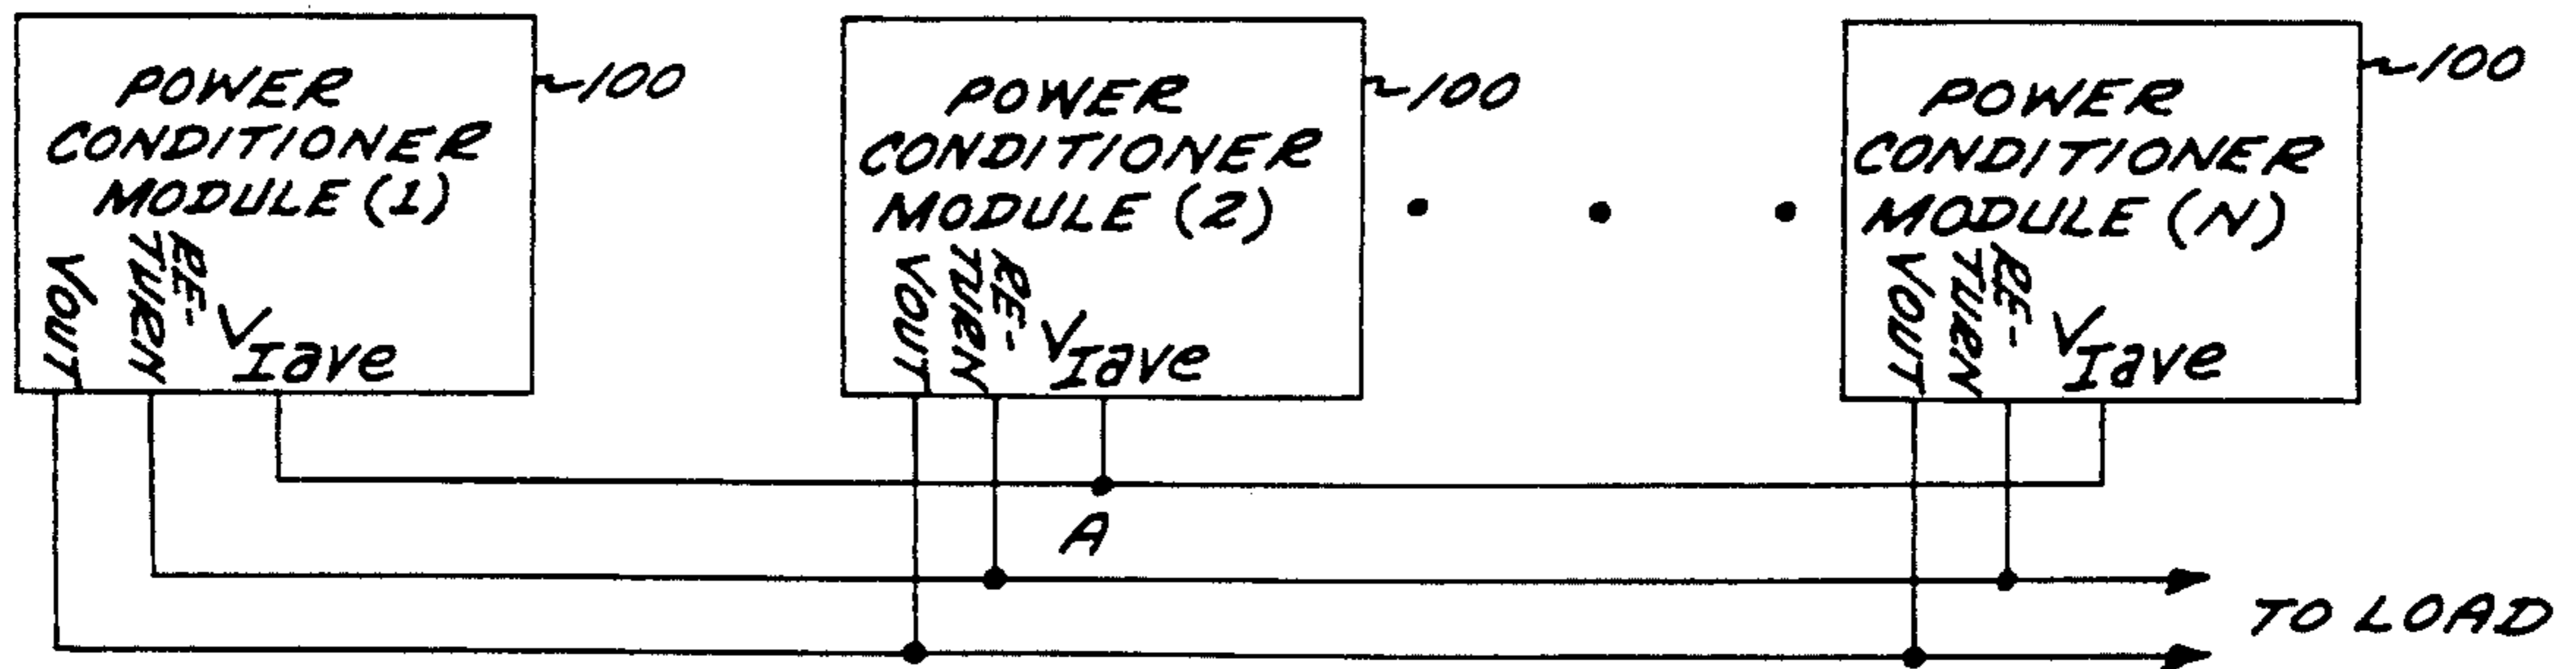 POWER
CONDITIONER
MODULE (1)
VOUT
RE-
TURN
VIave
100
POWER
CONDITIONER
MODULE (2)
VOUT
RE-
TURN
VIave
100
POWER
CONDITIONER
MODULE (N)
VOUT
RE-
TURN
VIave
100
A
TO LOAD